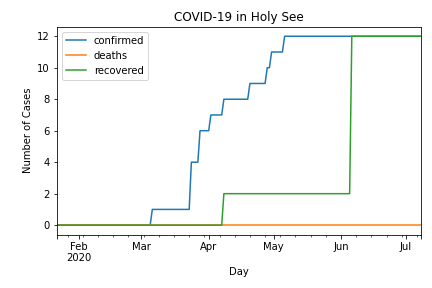 COVID-19 in Holy See
confirmed
deaths
recovered
Number of Cases
12
10
8
6
4
2
0
Feb
2020
Mar
Apr
May
Jun
Jul
Day